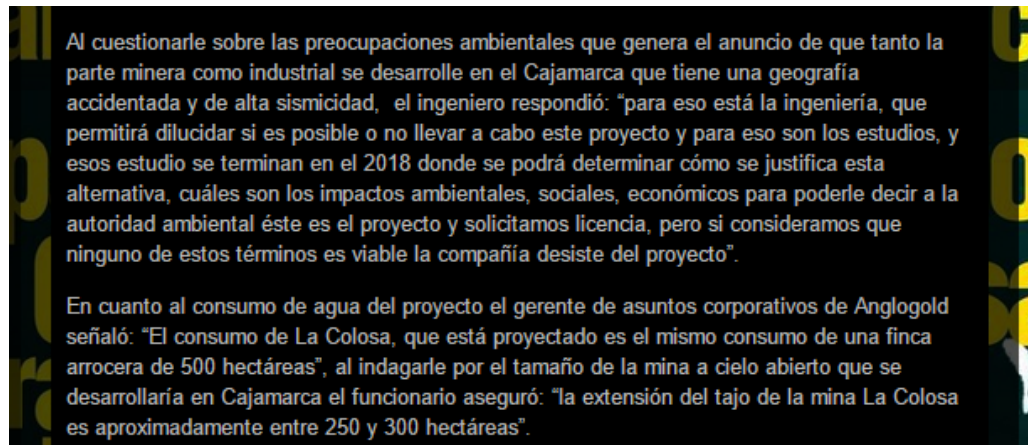 Al cuestionarle sobre las preocupaciones ambientales que genera el anuncio de que tanto la
parte minera como industrial se desarrolle en el Cajamarca que tiene una geografía
accidentada y de alta sismicidad,  el ingeniero respondió: “para eso está la ingeniería, que
permitirá dilucidar si es posible o no llevar a cabo este proyecto y para eso son los estudios, y
esos estudio se terminan en el 2018 donde se podrá determinar cómo se justifica esta
alternativa, cuáles son los impactos ambientales, sociales, económicos para poderle decir a la
autoridad ambiental éste es el proyecto y solicitamos licencia, pero si consideramos que
ninguno de estos términos es viable la compañía desiste del proyecto”.
En cuanto al consumo de agua del proyecto el gerente de asuntos corporativos de Anglogold
señaló: “El consumo de La Colosa, que está proyectado es el mismo consumo de una finca
arrocera de 500 hectáreas”, al indagarle por el tamaño de la mina a cielo abierto que se
desarrollaría en Cajamarca el funcionario aseguró: “la extensión del tajo de la mina La Colosa
es aproximadamente entre 250 y 300 hectáreas”.